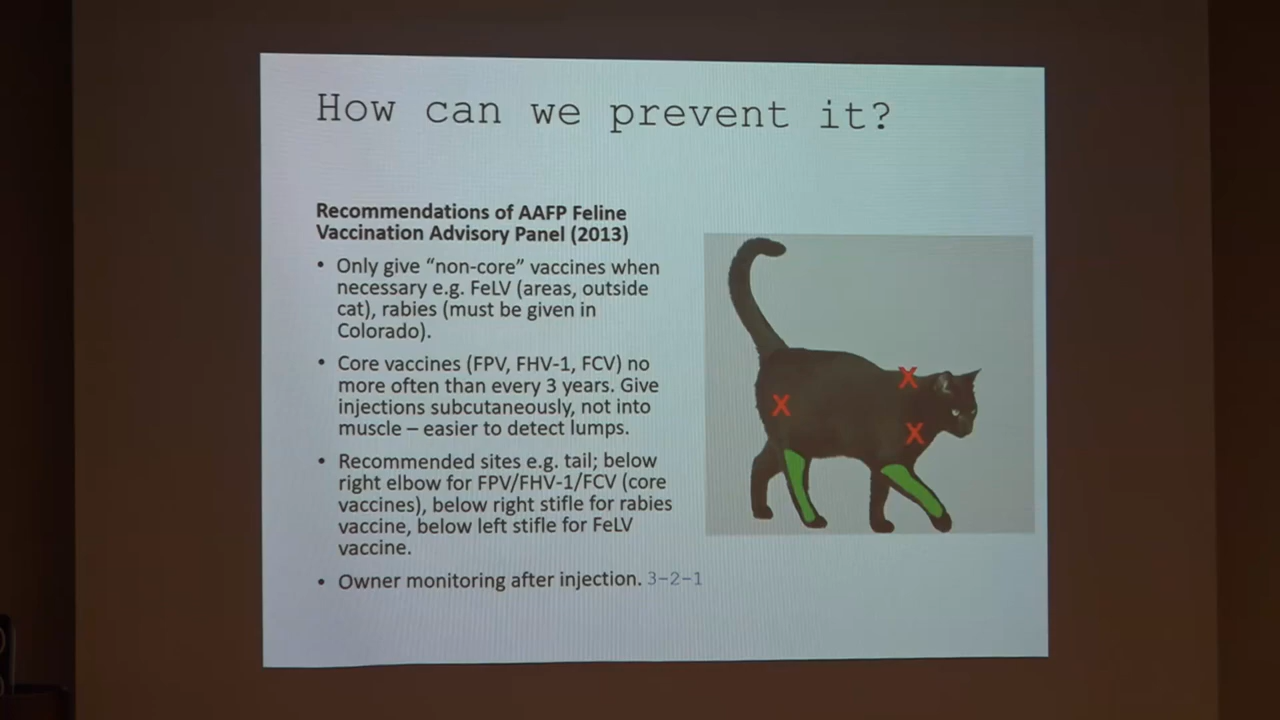 How can we prevent it?
Recommendations of AAFP Feline
Vaccination Advisory Panel (2013)
• Only give “non-core” vaccines when
necessary e.g. FeLV (areas, outside
cat), rabies (must be given in
Colorado).
• Core vaccines (FPV, FHV-1, FCV) no
more often than every 3 years. Give
injections subcutaneously, not into
muscle – easier to detect lumps.
• Recommended sites e.g. tail; below
right elbow for FPV/FHV-1/FCV (core
vaccines), below right stifle for rabies
vaccine, below left stifle for FeLV
vaccine.
• Owner monitoring after injection. 3-2-1
X
X
X